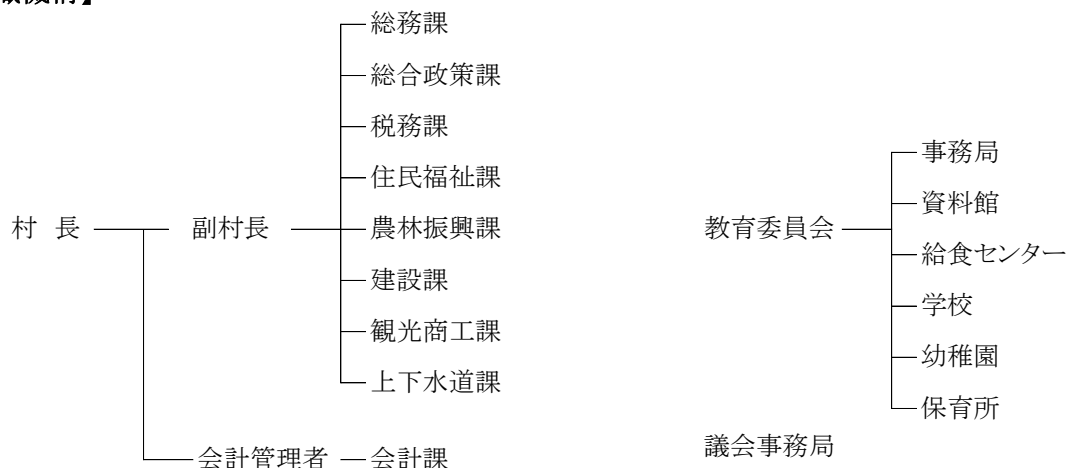 総務課
総合政策課
税務課
住民福祉課
村 長
副村長
農林振興課
建設課
観光商工課
上下水道課
会計管理者
会計課
事務局
資料館
教育委員会
給食センター
学校
幼稚園
保育所
議会事務局